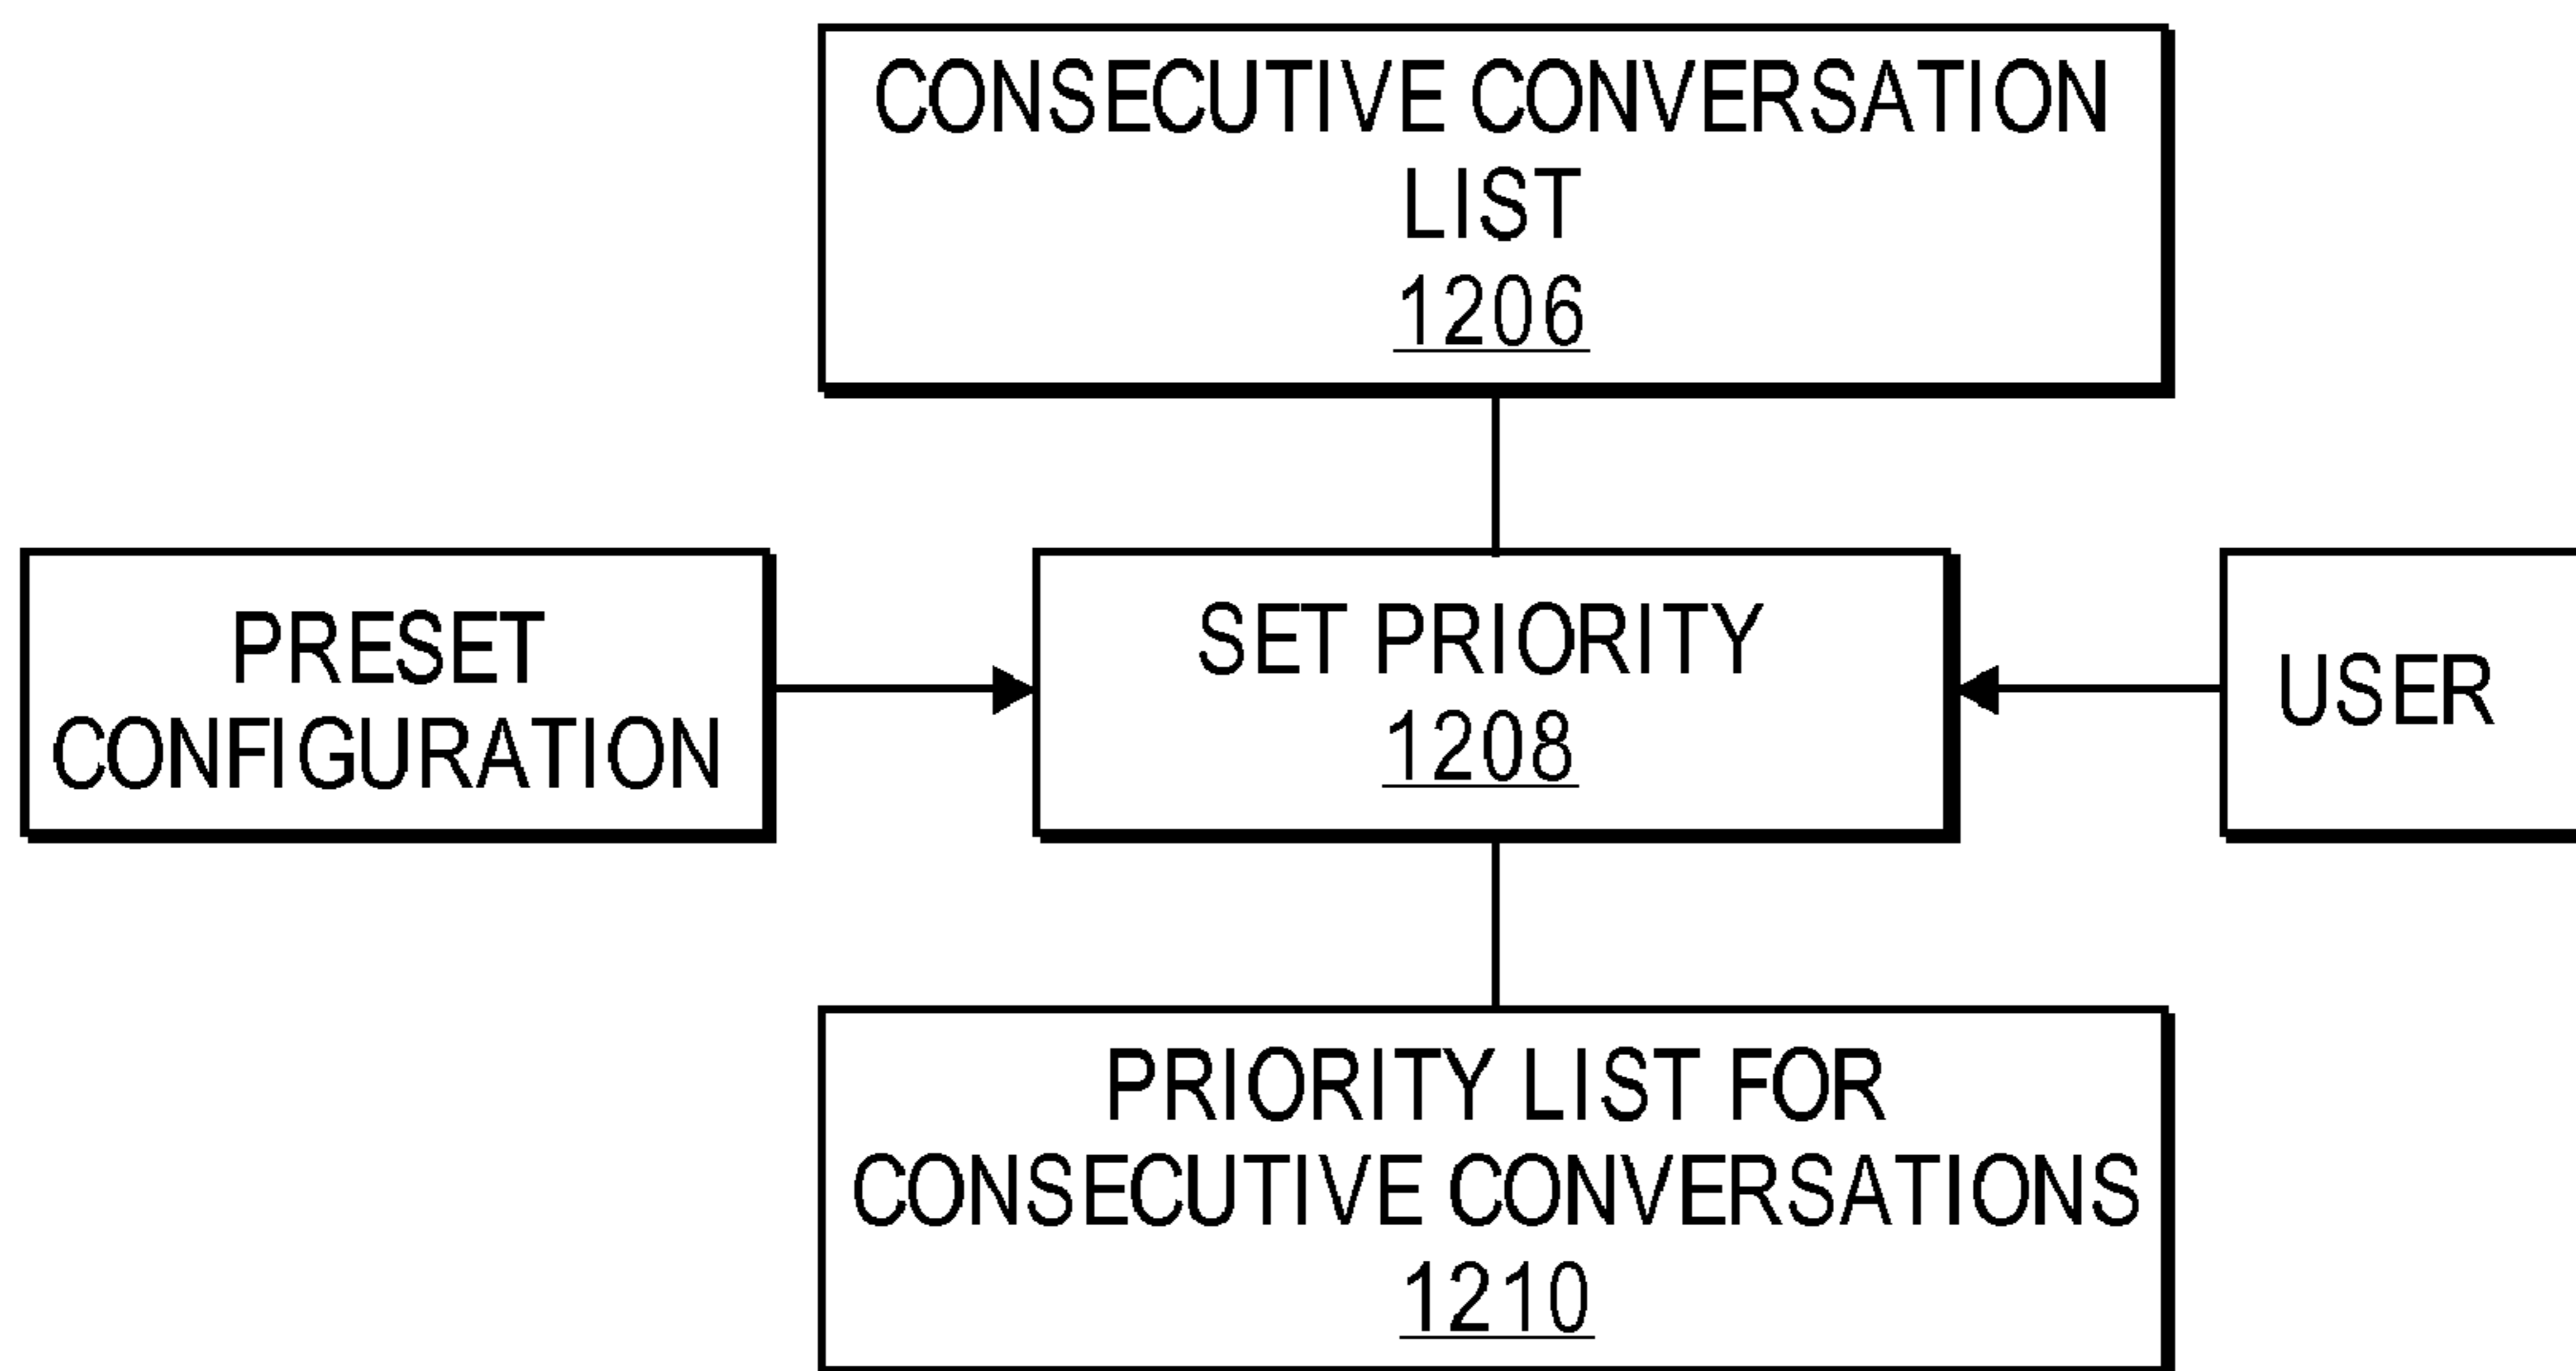 CONSECUTIVE CONVERSATION
LIST
1206
PRESET
CONFIGURATION
SET PRIORITY
1208
USER
PRIORITY LIST FOR
CONSECUTIVE CONVERSATIONS
1210